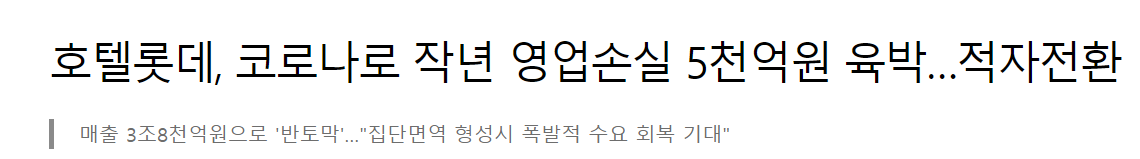 호텔롯데, 코로나로 작년 영업손실 5천억원 육박...적자전환
매출 3조8천억원으로 '반토막'..."집단면역 형성시 폭발적 수요 회복 기대"